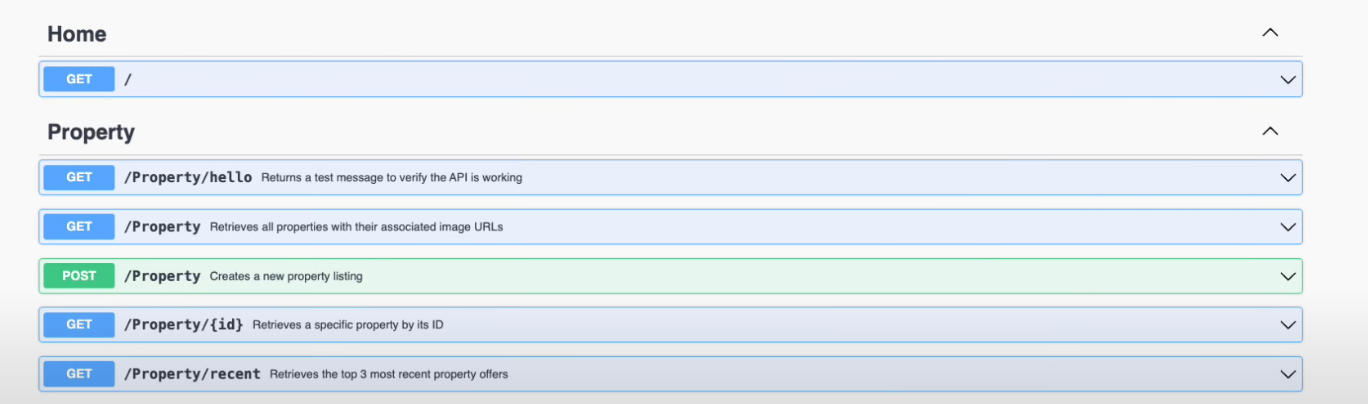 Home
GET /
Property
GET /Property/hello Returns a test message to verify the API is working
GET /Property Retrieves all properties with their associated image URLs
POST /Property Creates a new property listing
GET /Property/{id} Retrieves a specific property by its ID
GET /Property/recent Retrieves the top 3 most recent property offers